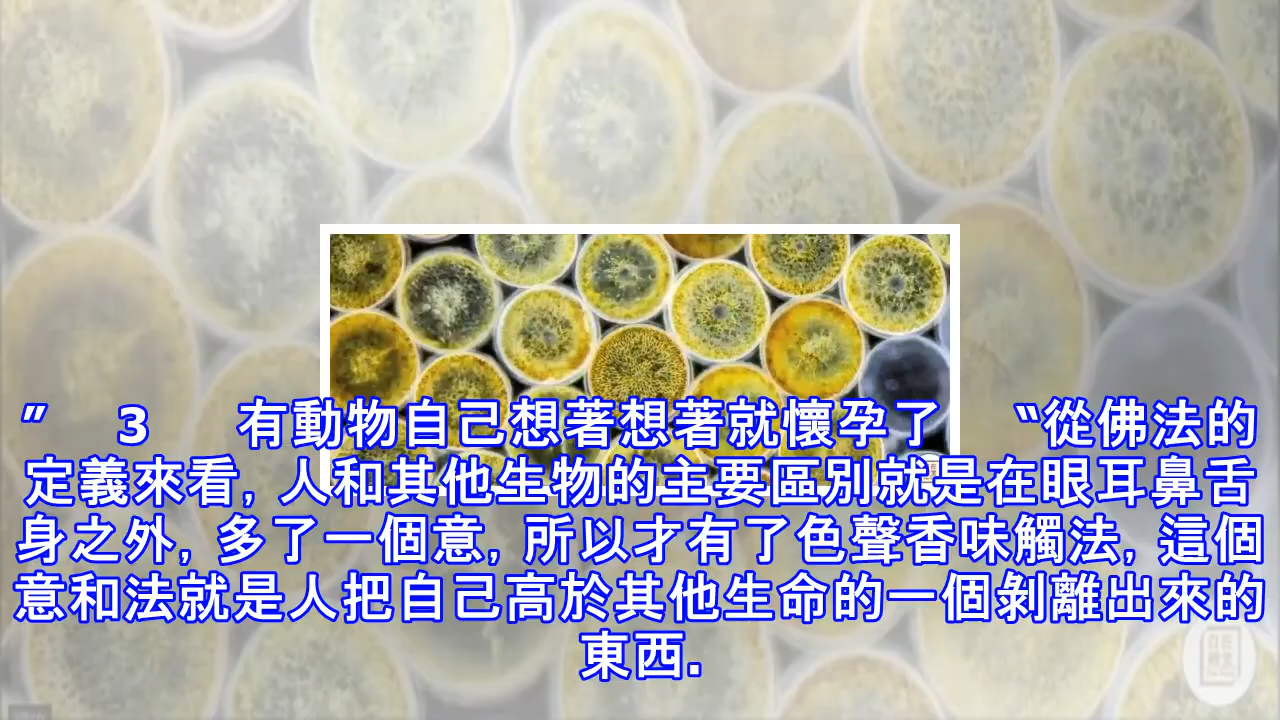 ” 3 有動物自己想著想著就懷孕了 “從佛法的
定義來看, 人和其他生物的主要區別就是在眼耳鼻舌
身之外, 多了一個意, 所以才有了色聲香味觸法, 這個
意和法就是人把自己高於其他生命的一個剝離出來的
東西.